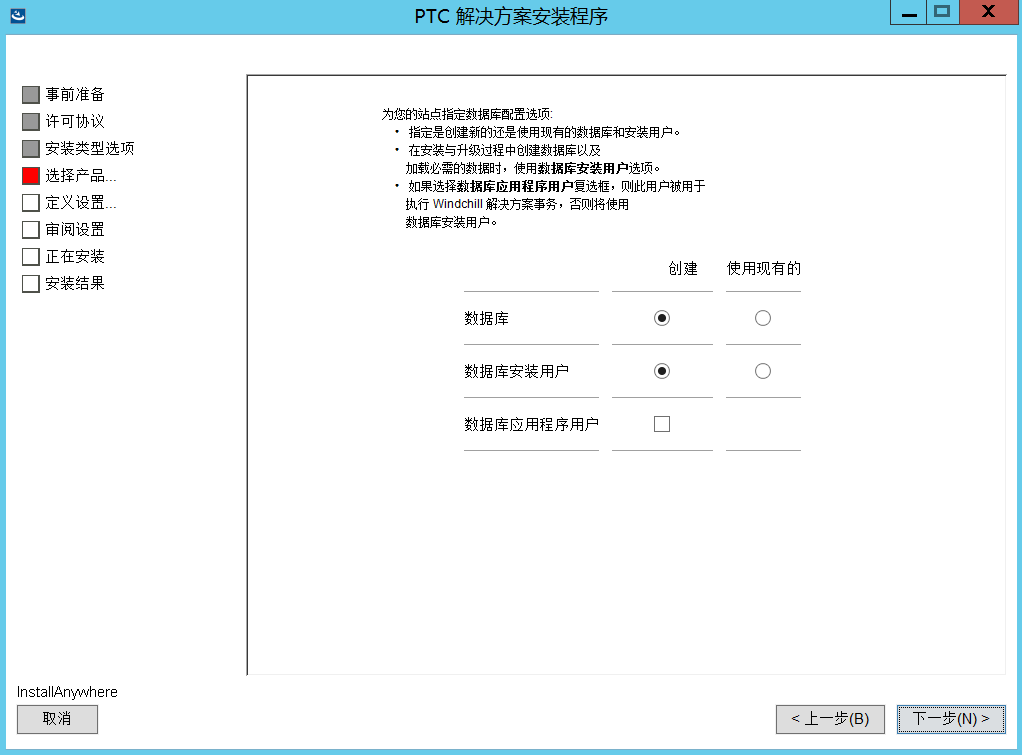 PTC 解决方案安装程序
事前准备
许可协议
安装类型选项
选择产品...
定义设置...
审阅设置
正在安装
安装结果
为您的站点指定数据库配置选项:
• 指定是创建新的还是使用现有的数据库和安装用户。
• 在安装与升级过程中创建数据库以及
加载必需的数据时，使用数据库安装用户选项。
• 如果选择数据库应用程序用户复选框，则此用户被用于
执行 Windchill 解决方案事务，否则将使用
数据库安装用户。
创建 使用现有的
数据库
数据库安装用户
数据库应用程序用户
InstallAnywhere
取消
< 上一步(B)
下一步(N) >